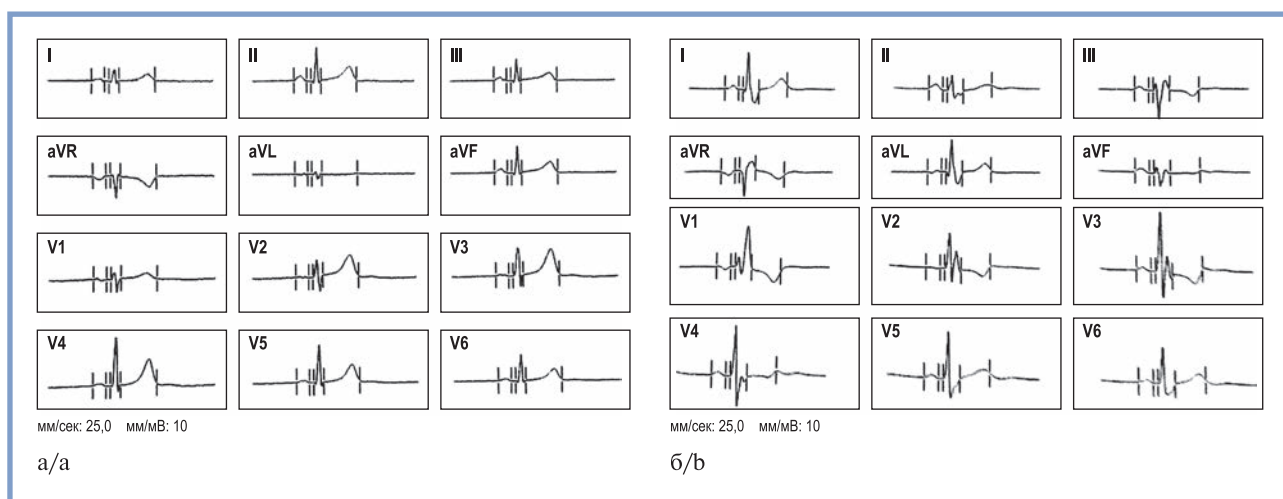 I II III
aVR aVL aVF
V1 V2 V3
V4 V5 V6
мм/сек: 25,0 мм/мВ: 10
а/a
I II III
aVR aVL aVF
V1 V2 V3
V4 V5 V6
мм/сек: 25,0 мм/мВ: 10
б/b